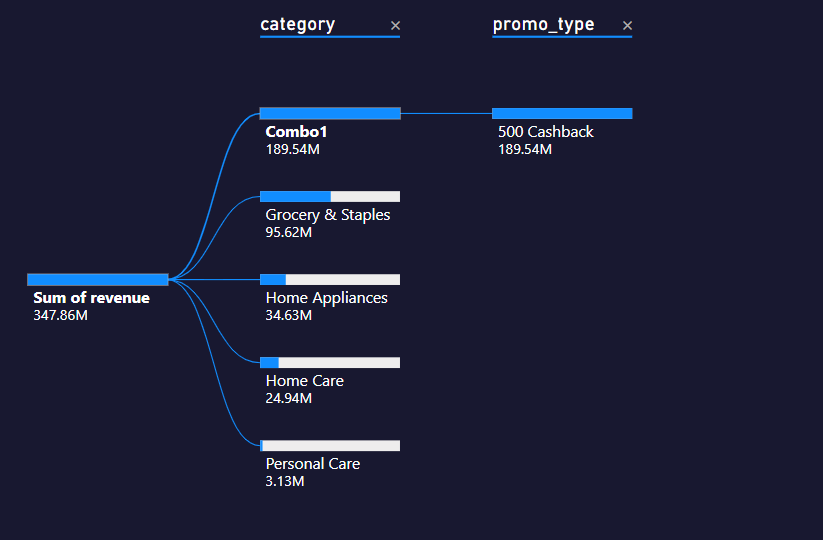 category
promo_type
Combo1
189.54M
500 Cashback
189.54M
Grocery & Staples
95.62M
Sum of revenue
347.86M
Home Appliances
34.63M
Home Care
24.94M
Personal Care
3.13M